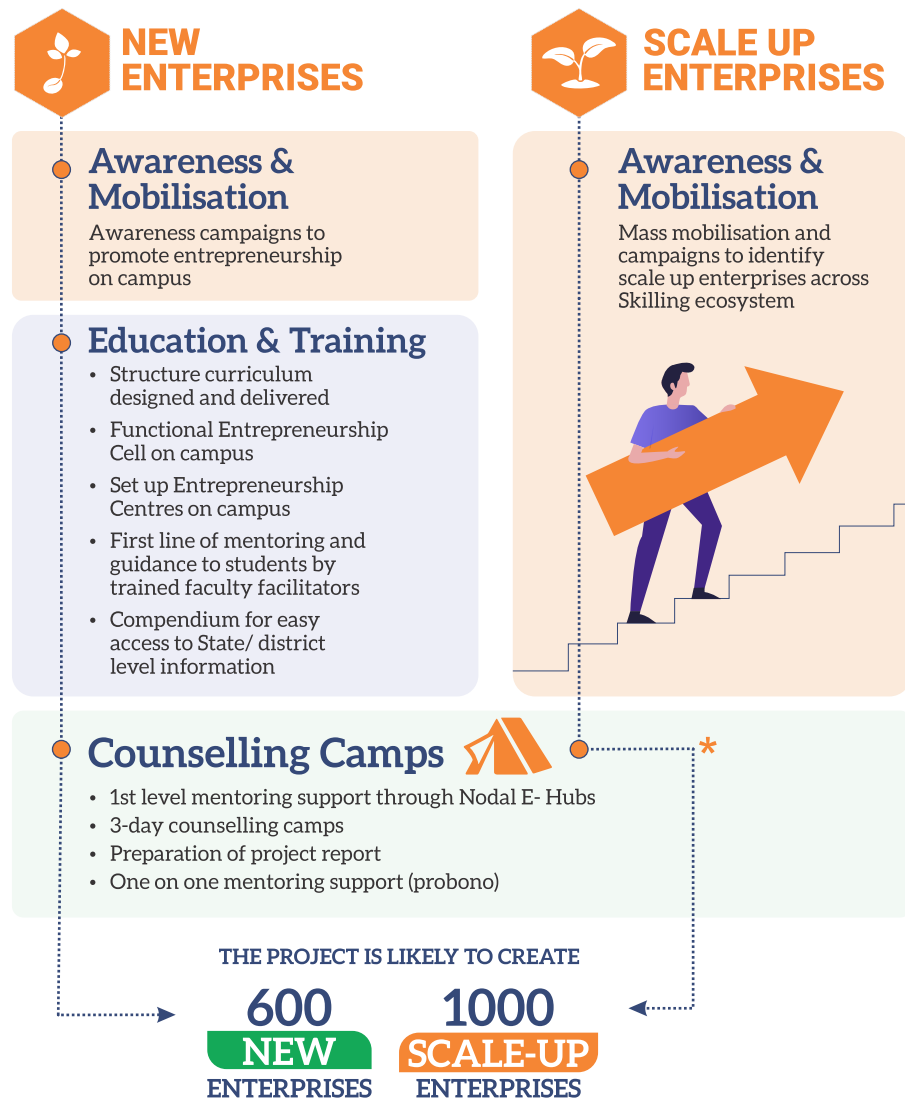 NEW
ENTERPRISES
SCALE UP
ENTERPRISES
Awareness &
Mobilisation
Awareness campaigns to
promote entrepreneurship
on campus
Awareness &
Mobilisation
Mass mobilisation and
campaigns to identify
scale up enterprises across
Skilling ecosystem
Education & Training
• Structure curriculum
designed and delivered
• Functional Entrepreneurship
Cell on campus
• Set up Entrepreneurship
Centres on campus
• First line of mentoring and
guidance to students by
trained faculty facilitators
• Compendium for easy
access to State/ district
level information
Counselling Camps
*
• 1st level mentoring support through Nodal E- Hubs
• 3-day counselling camps
• Preparation of project report
• One on one mentoring support (probono)
THE PROJECT IS LIKELY TO CREATE
600
NEW
ENTERPRISES
1000
SCALE-UP
ENTERPRISES